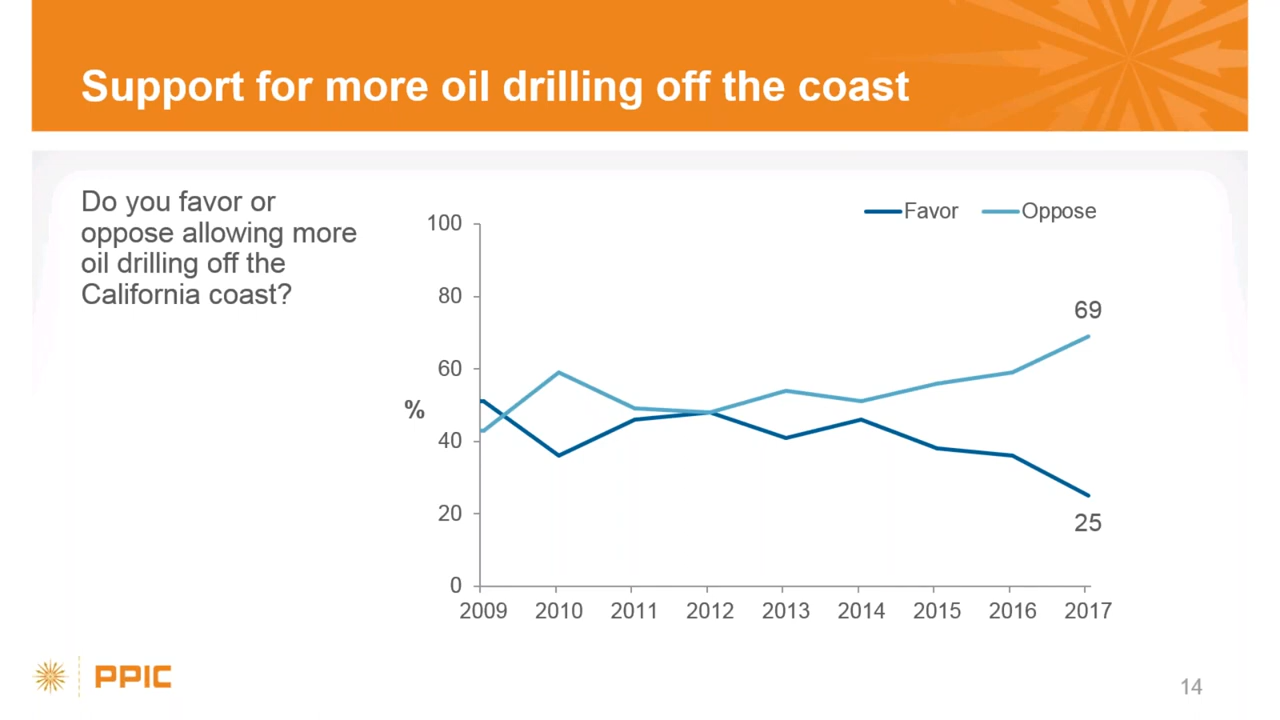 Support for more oil drilling off the coast
Do you favor or
oppose allowing more
oil drilling off the
California coast?
Favor
Oppose
100
80
60
40
20
0
%
69
25
2009 2010 2011 2012 2013 2014 2015 2016 2017
PPIC
14